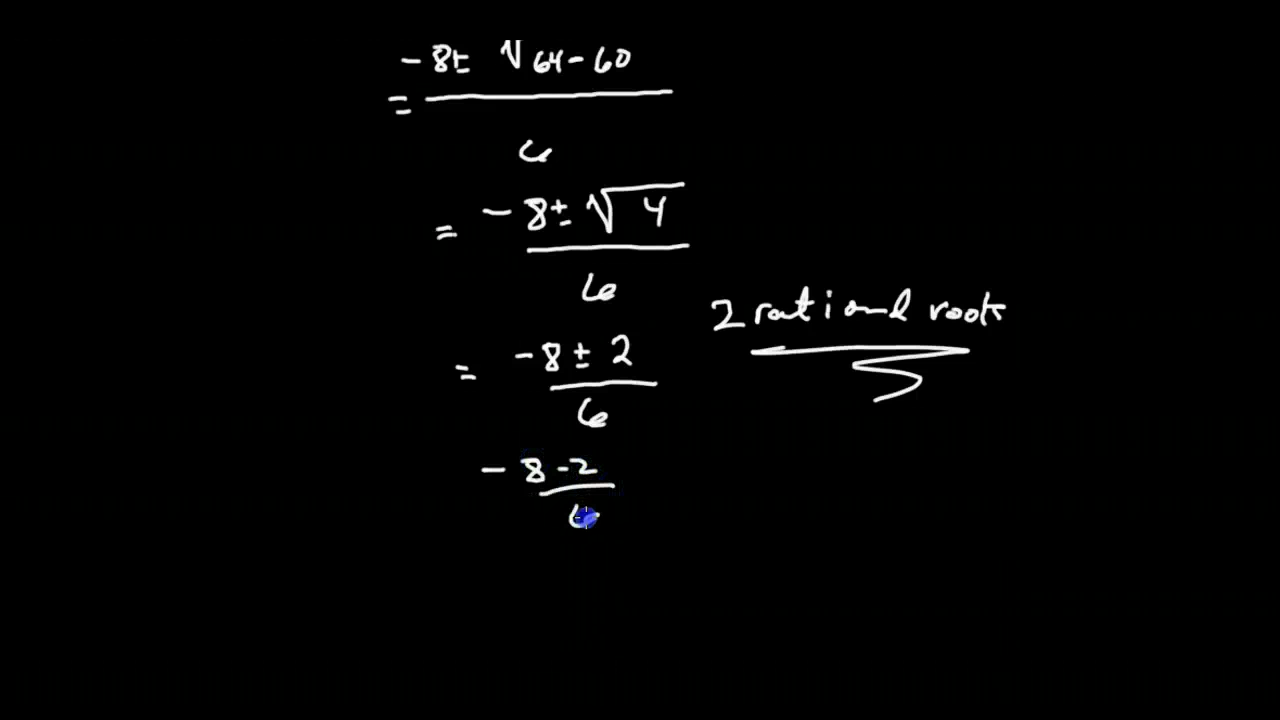 -8± √64-60
=
6
= -8± √4
6
2 rational roots
= -8 ± 2
6
-8-2
6